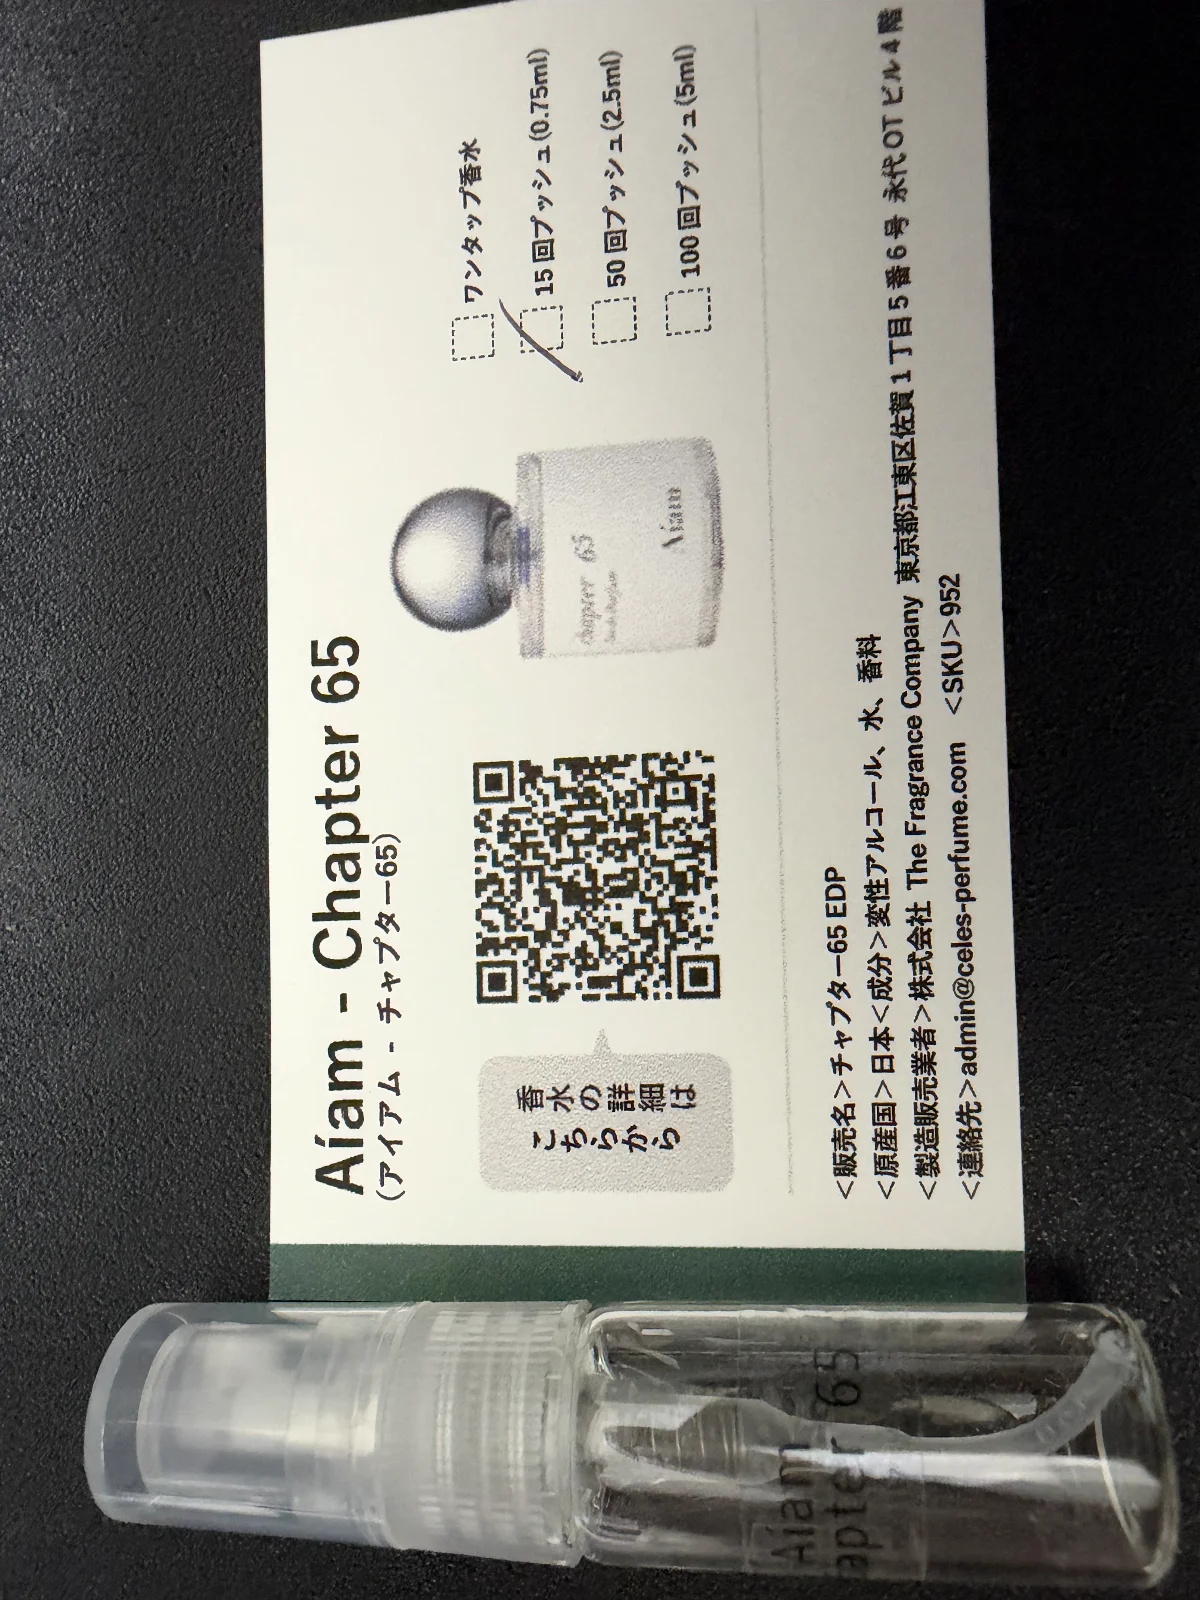 Aíam - Chapter 65
(アイアム - チャプター65)
香水の詳細は
こちらから
chapter 65
Aíam
ワンタップ香水
15回プッシュ(0.75ml)
50回プッシュ(2.5ml)
100回プッシュ(5ml)
<販売名>チャプター65 EDP
<原産国>日本<成分>変性アルコール、水、香料
<製造販売業者>株式会社 The Fragrance Company 東京都江東区佐賀1丁目5番6号 永代OTビル4階
<連絡先>admin@celes-perfume.com <SKU>952
Aíam
apter 65